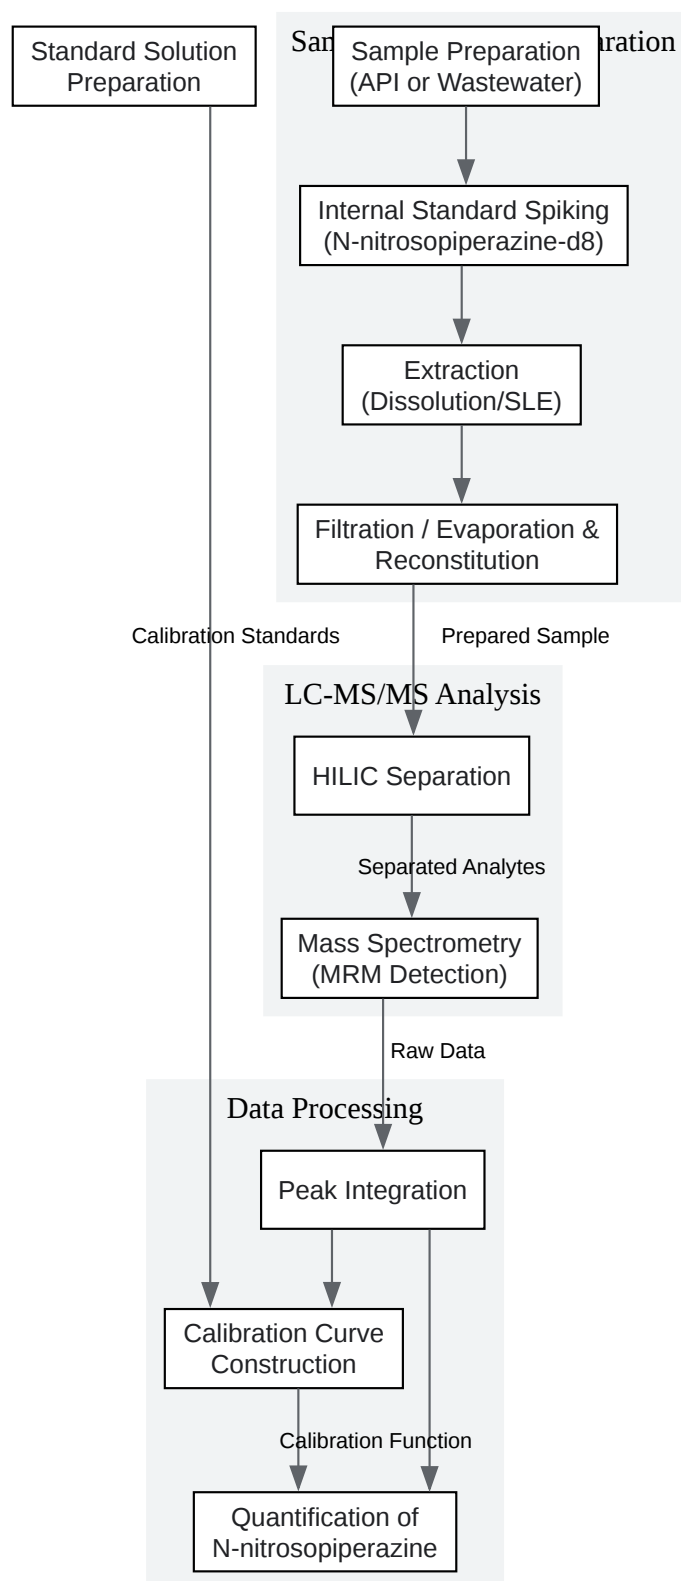 Standard Solution
Preparation
Sample Preparation
(API or Wastewater)
Internal Standard Spiking
(N-nitrosopiperazine-d8)
Extraction
(Dissolution/SLE)
Filtration / Evaporation &
Reconstitution
Calibration Standards
Prepared Sample
LC-MS/MS Analysis
HILIC Separation
Separated Analytes
Mass Spectrometry
(MRM Detection)
Raw Data
Data Processing
Peak Integration
Calibration Curve
Construction
Calibration Function
Quantification of
N-nitrosopiperazine